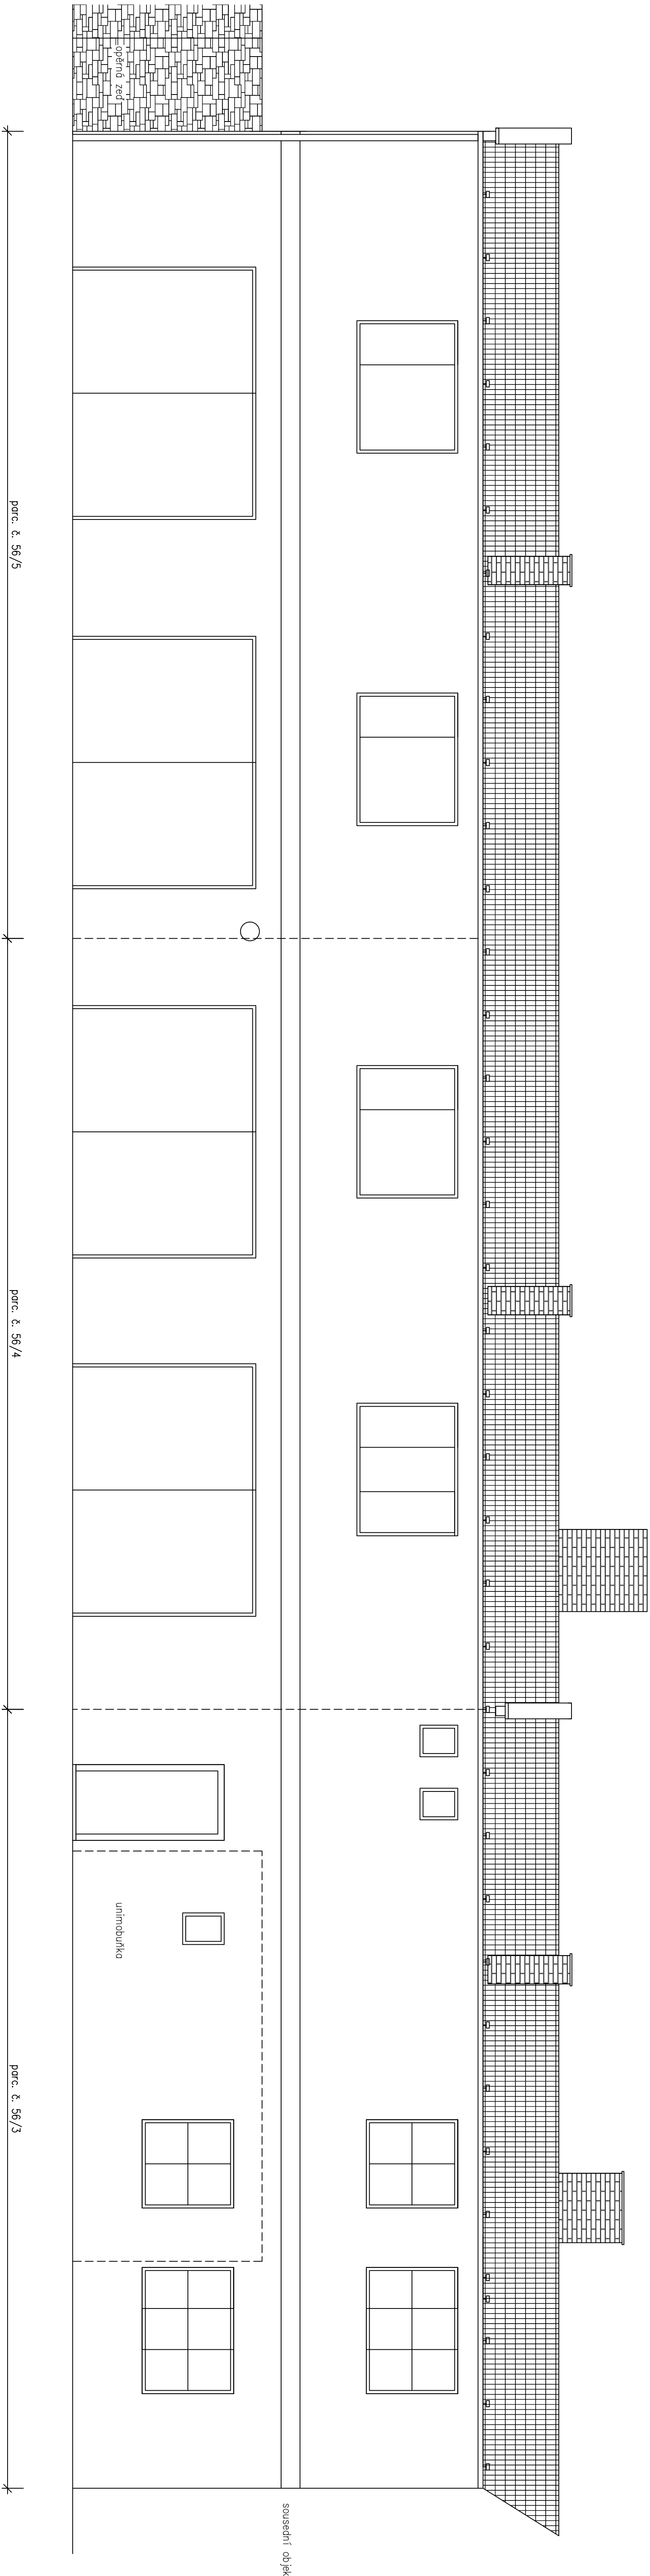 opěrná zeď
parc. č. 56/5
parc. č. 56/4
unimobuňka
parc. č. 56/3
sousední objek